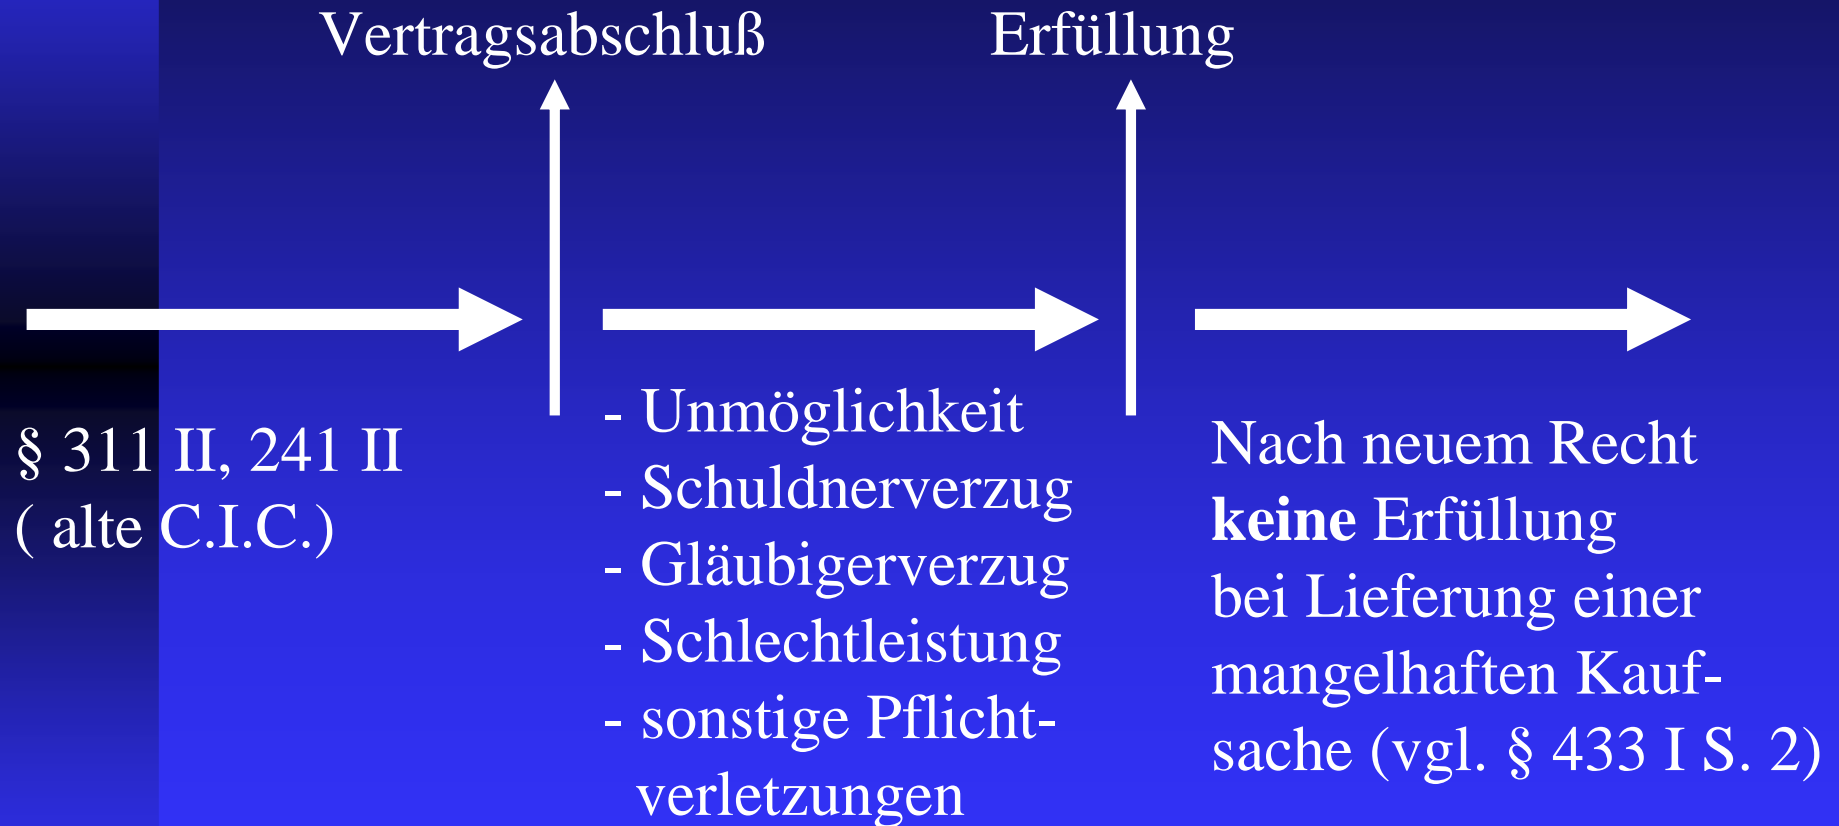 Vertragsabschluß
Erfüllung
§ 311 II, 241 II
( alte C.I.C.)
- Unmöglichkeit
- Schuldnerverzug
- Gläubigerverzug
- Schlechtleistung
- sonstige Pflicht-
verletzungen
Nach neuem Recht
keine Erfüllung
bei Lieferung einer
mangelhaften Kauf-
sache (vgl. § 433 I S. 2)